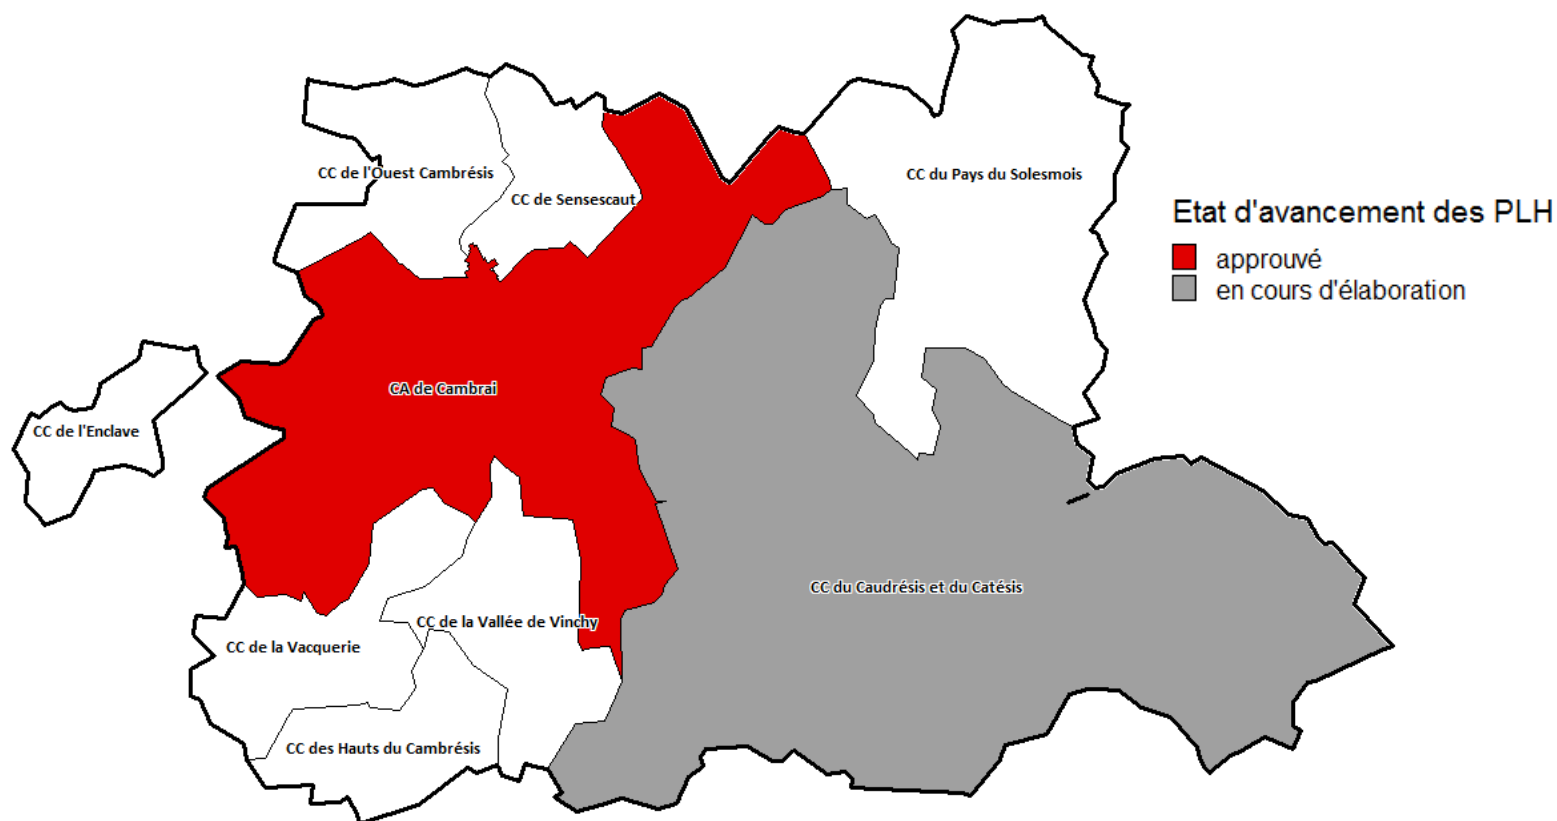 CC de l'Ouest Cambrésis
CC de Sensescaut
CC du Pays du Solesmois
Etat d'avancement des PLH
approuvé
en cours d'élaboration
CA de Cambrai
CC de l'Enclave
CC du Caudrésis et du Catésis
CC de la Vallée de Vinchy
CC de la Vacquerie
CC des Hauts du Cambrésis